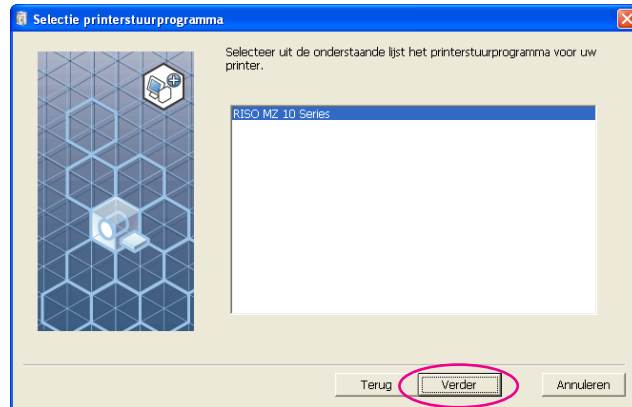 Selectie printerstuurprogramma
Selecteer uit de onderstaande lijst het printerstuurprogramma voor uw
printer.
RISO MZ 10 Series
Terug
Verder
Annuleren